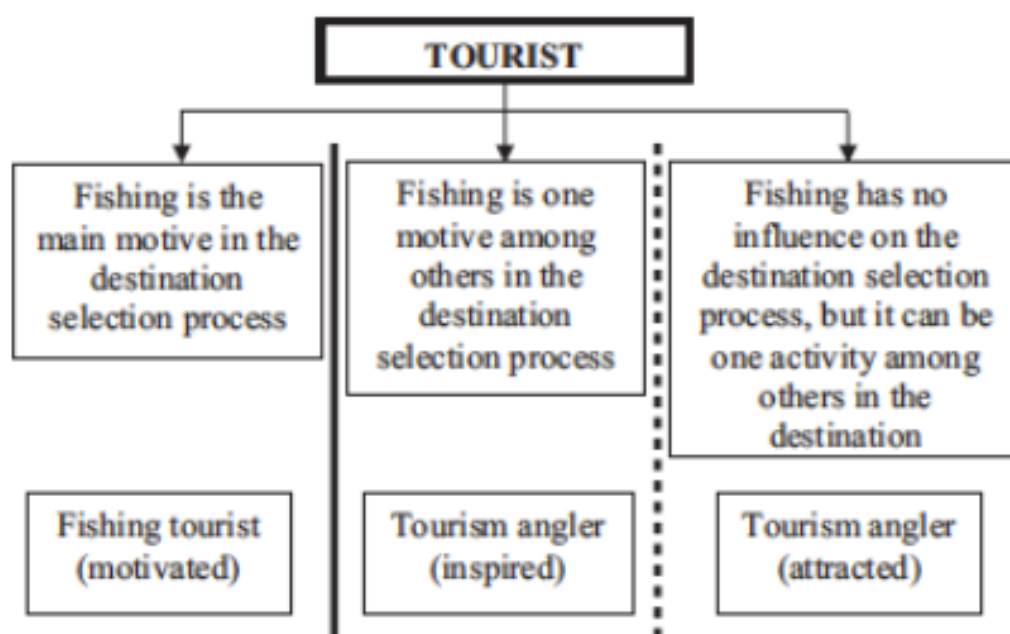 TOURIST
Fishing is the
main motive in the
destination
selection process
Fishing is one
motive among
others in the
destination
selection process
Fishing has no
influence on the
destination selection
process, but it can be
one activity among
others in the
destination
Fishing tourist
(motivated)
Tourism angler
(inspired)
Tourism angler
(attracted)